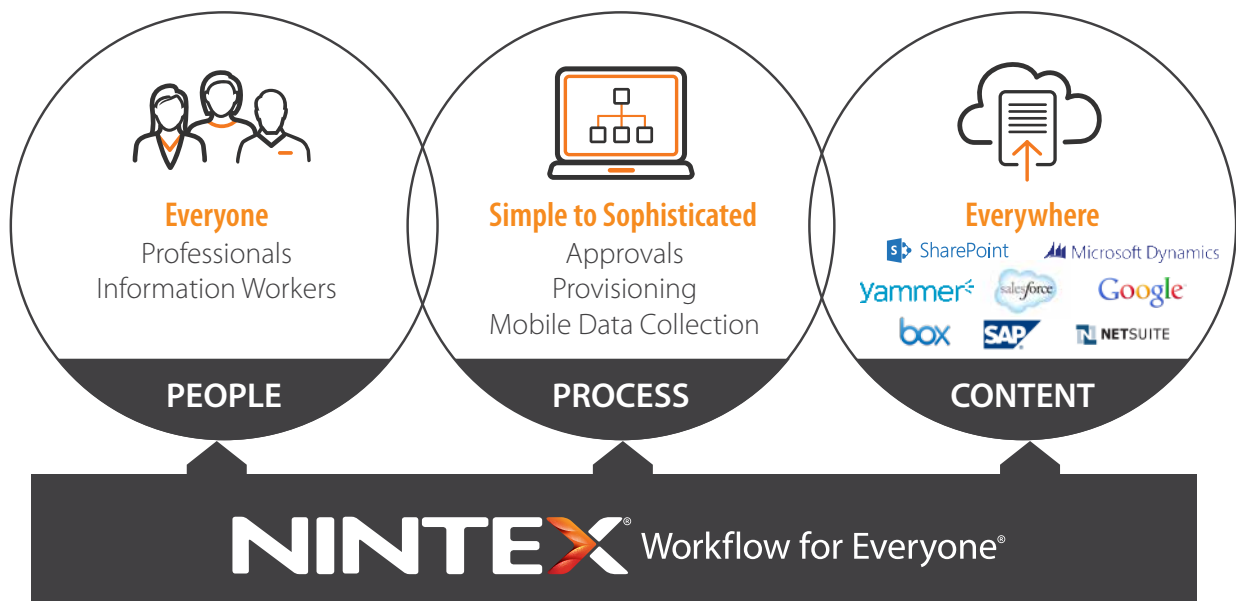 Everyone
Professionals
Information Workers
PEOPLE
Simple to Sophisticated
Approvals
Provisioning
Mobile Data Collection
PROCESS
Everywhere
S SharePoint
Microsoft Dynamics
yammer
salesforce
Google
box
SAP
N NETSUITE
CONTENT
NINTEX® Workflow for Everyone®